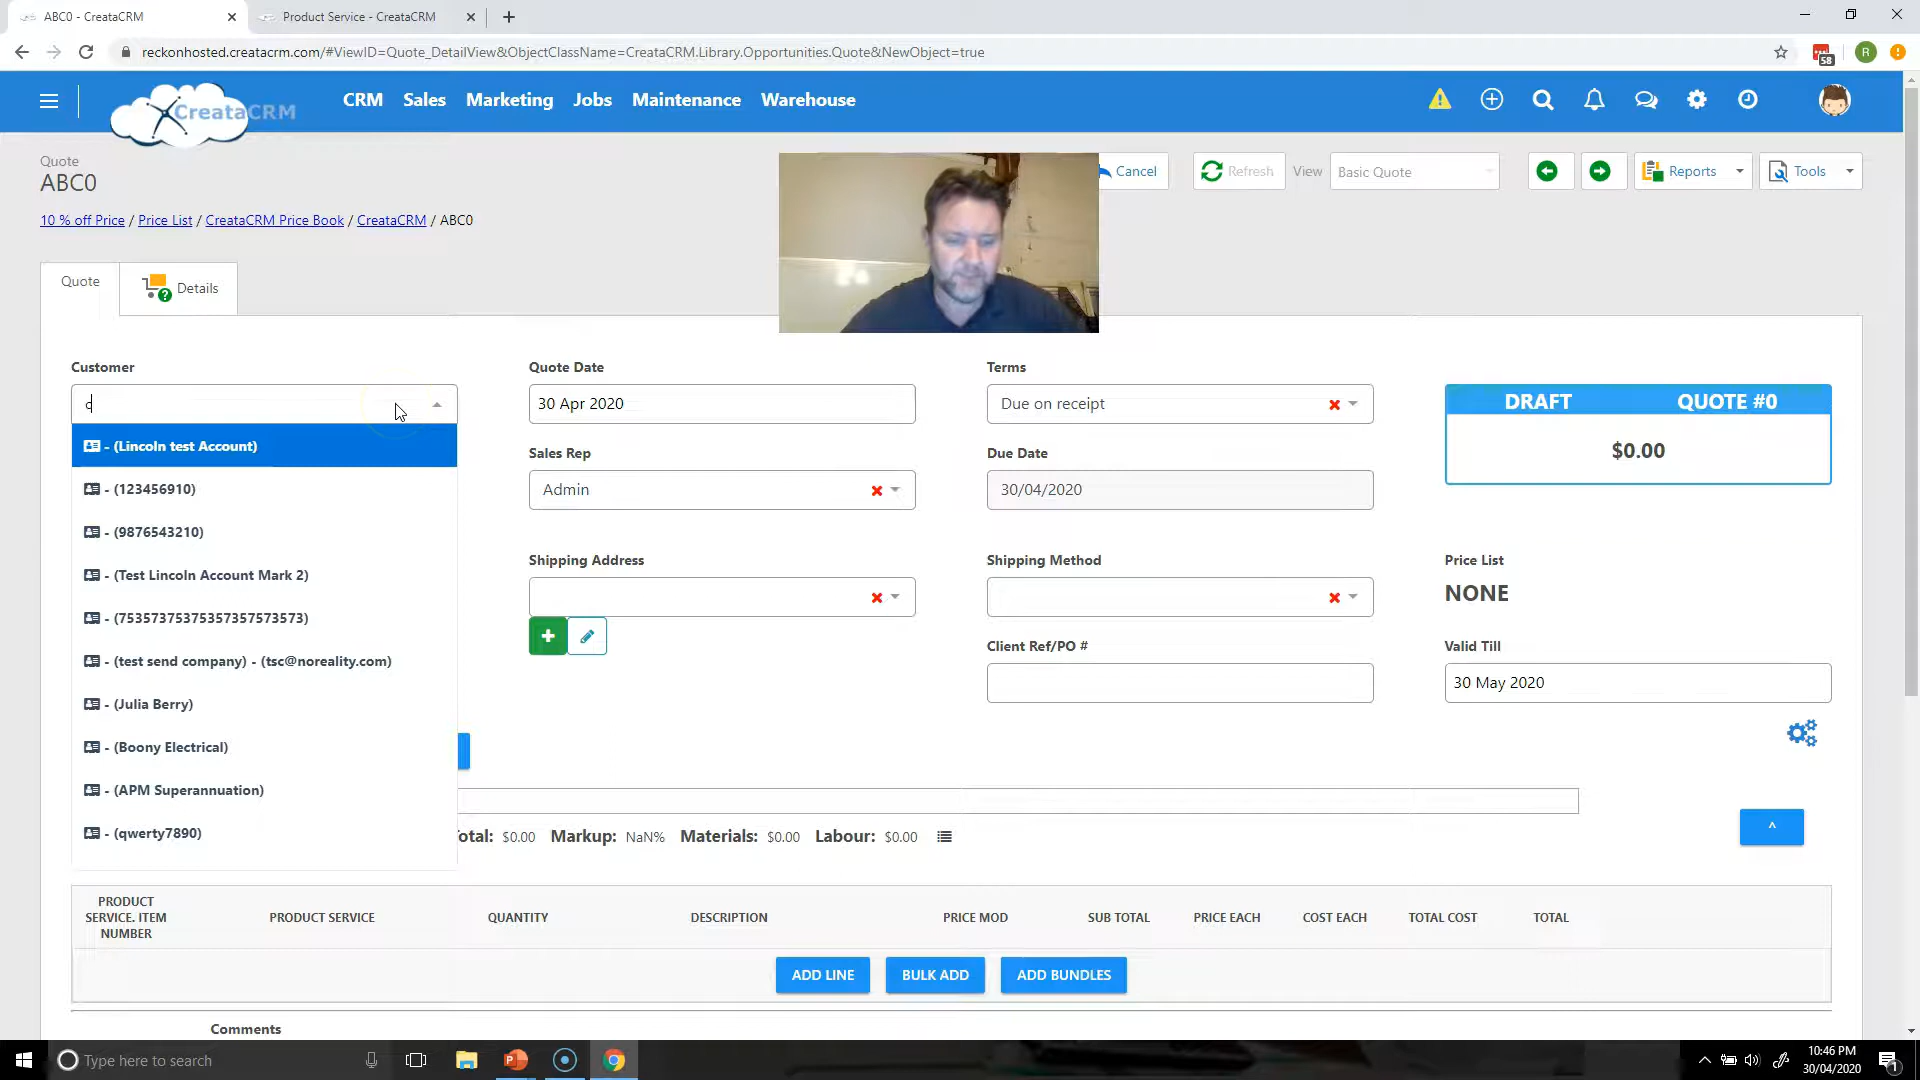 ABC0 - CreataCRM
Product Service - CreataCRM
reckonhosted.creatacrm.com/#ViewID=Quote_DetailView&ObjectClassName=CreataCRM.Library.Opportunities.Quote&NewObject=true
58
R
CreataCRM
CRM Sales Marketing Jobs Maintenance Warehouse
Quote
ABC0
Cancel
Refresh
View
Basic Quote
Reports
Tools
10 % off Price / Price List / CreataCRM Price Book / CreataCRM / ABC0
Quote
Details
Customer
Quote Date
Terms
c
30 Apr 2020
Due on receipt
DRAFT QUOTE #0
$0.00
- (Lincoln test Account)
- (123456910)
- (9876543210)
- (Test Lincoln Account Mark 2)
- (75357375375357357573573)
- (test send company) - (tsc@noreality.com)
- (Julia Berry)
- (Boony Electrical)
- (APM Superannuation)
- (qwerty7890)
Sales Rep
Due Date
Admin
30/04/2020
Shipping Address
Shipping Method
Price List
NONE
Client Ref/PO #
Valid Till
30 May 2020
^
Total: $0.00 Markup: NaN% Materials: $0.00 Labour: $0.00
PRODUCT SERVICE. ITEM NUMBER
PRODUCT SERVICE
QUANTITY
DESCRIPTION
PRICE MOD
SUB TOTAL
PRICE EACH
COST EACH
TOTAL COST
TOTAL
ADD LINE
BULK ADD
ADD BUNDLES
Comments
Type here to search
10:46 PM
30/04/2020
1